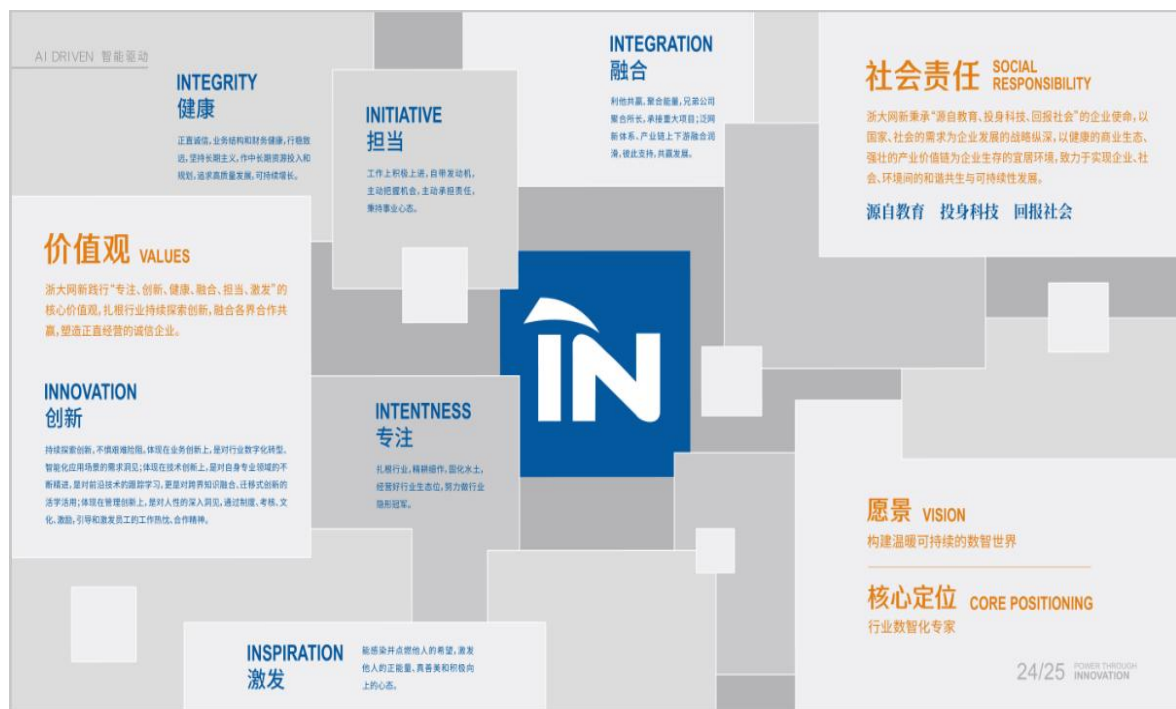 AI DRIVEN 智能驱动
INTEGRITY
健康
正直诚信，业务结构和财务健康，行稳致
远，坚持长期主义，作中长期资源投入和
规划，追求高质量发展，可持续增长。
INITIATIVE
担当
工作上积极上进，自带发动机，
主动把握机会，主动承担责任，
秉持事业心态。
INTEGRATION
融合
利他共赢，聚合能量，兄弟公司
聚合所长，承接重大项目；泛网
新体系、产业链上下游融合润
滑，彼此支持，共赢发展。
社会责任 SOCIAL
RESPONSIBILITY
浙大网新秉承“源自教育、投身科技、回报社会”的企业使命，以
国家、社会的需求为企业发展的战略纵深，以健康的商业生态、
强壮的产业价值链为企业生存的宜居环境，致力于实现企业、社
会、环境间的和谐共生与可持续性发展。
源自教育 投身科技 回报社会
价值观 VALUES
浙大网新践行“专注、创新、健康、融合、担当、激发”的
核心价值观，扎根行业持续探索创新，融合各界合作共
赢，塑造正直经营的诚信企业。
INNOVATION
创新
持续探索创新，不惧艰难险阻。体现在业务创新上，是对行业数字化转型、
智能化应用场景的需求洞见；体现在技术创新上，是对自身专业领域的不
断精进，是对前沿技术的跟踪学习，更是对跨界知识融合、迁移式创新的
活学活用；体现在管理创新上，是对人性的深入洞见，通过制度、考核、文
化、激励，引导和激发员工的工作热忱、合作精神。
IN
INTENTNESS
专注
扎根行业，精耕细作，固化水土，
经营好行业生态位，努力做行业
隐形冠军。
愿景 VISION
构建温暖可持续的数智世界
核心定位 CORE POSITIONING
行业数智化专家
INSPIRATION
激发
能感染并点燃他人的希望，激发
他人的正能量、真善美和积极向
上的心态。
24/25 POWER THROUGH
INNOVATION